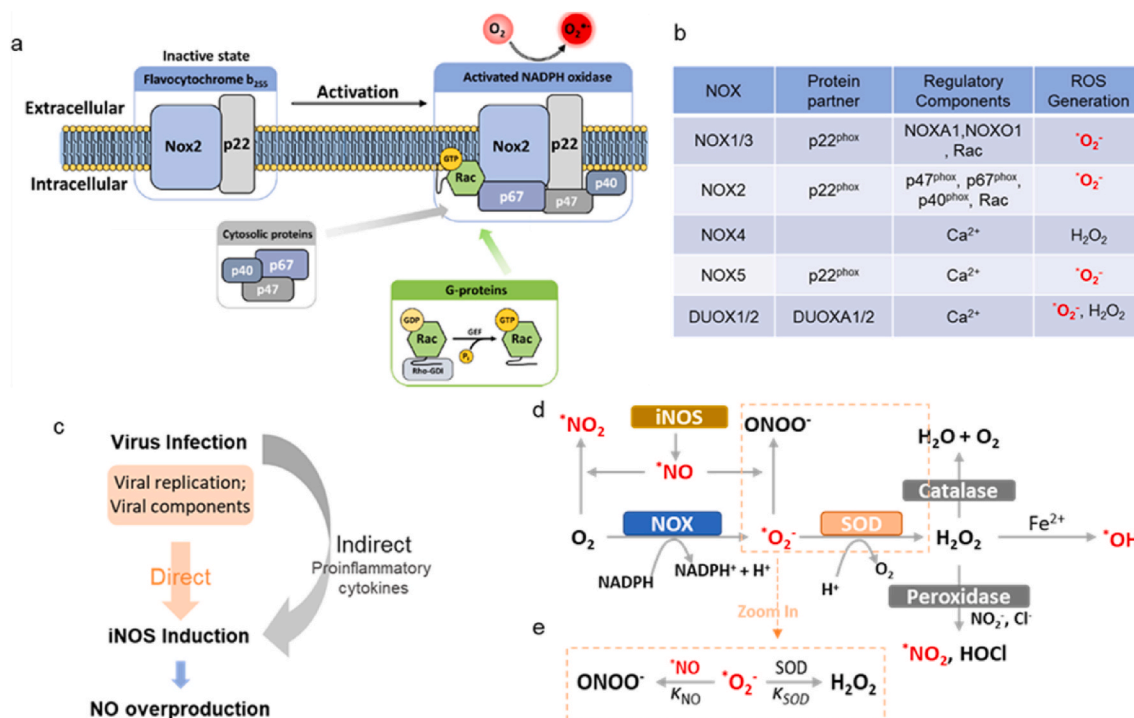 a
Inactive state
Flavocytochrome b₂₅₅
Extracellular
Intracellular
Nox2
p22
Activation
O₂
O₂•-
Activated NADPH oxidase
Nox2
p22
GTP
Rac
p67
p47
p40
Cytosolic proteins
p40
p67
p47
G-proteins
GDP
Rac
Rho-GDI
GEF
Pᵢ
GTP
Rac
b
NOX Protein partner Regulatory Components ROS Generation
NOX1/3 p22ᵖʰᵒˣ NOXA1,NOXO1 , Rac *O₂⁻
NOX2 p22ᵖʰᵒˣ p47ᵖʰᵒˣ, p67ᵖʰᵒˣ, p40ᵖʰᵒˣ, Rac *O₂⁻
NOX4 Ca²⁺ H₂O₂
NOX5 p22ᵖʰᵒˣ Ca²⁺ *O₂⁻
DUOX1/2 DUOXA1/2 Ca²⁺ *O₂⁻, H₂O₂
c
Virus Infection
Viral replication;
Viral components
Direct
Indirect
Proinflammatory
cytokines
iNOS Induction
NO overproduction
d
*NO₂
iNOS
ONOO⁻
*NO
H₂O + O₂
Catalase
O₂
NOX
*O₂⁻
SOD
H₂O₂
Fe²⁺
*OH
NADPH
NADPH⁺ + H⁺
H⁺
O₂
Peroxidase
NO₂⁻, Cl⁻
*NO₂, HOCl
Zoom In
e
ONOO⁻
*NO
K_NO
*O₂⁻
SOD
K_SOD
H₂O₂